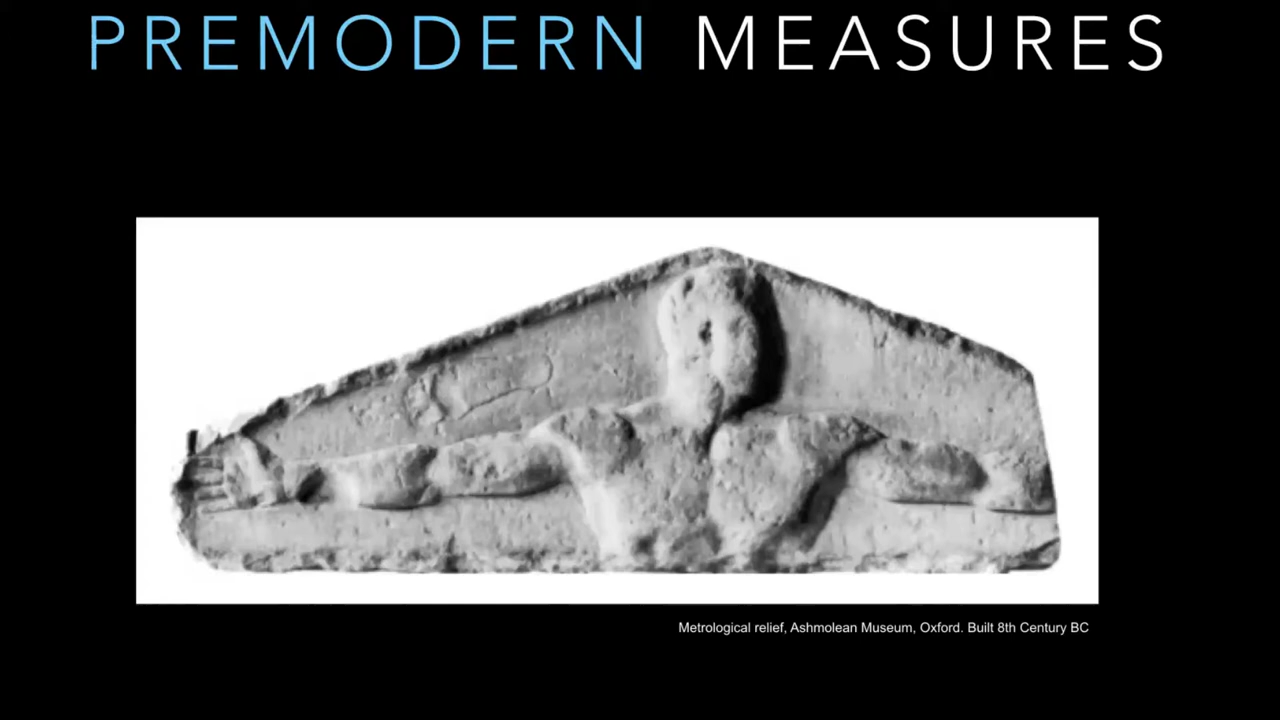 PREMODERN MEASURES
Metrological relief, Ashmolean Museum, Oxford. Built 8th Century BC